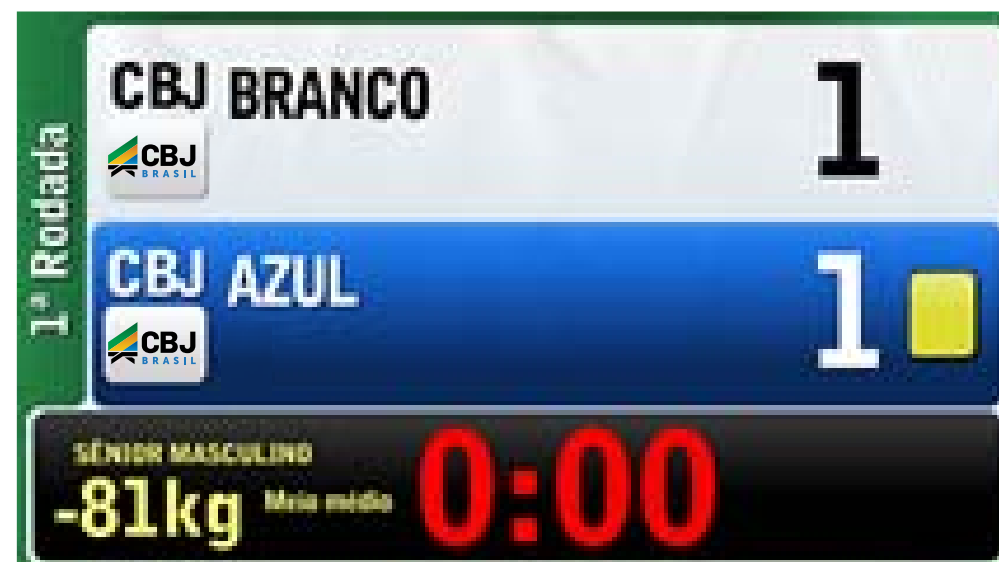 1ª Rodada
CBJ BRANCO 1
CBJ
BRASIL
CBJ AZUL 1
CBJ
BRASIL
SÊNIOR MASCULINO
-81kg Meio médio 0:00